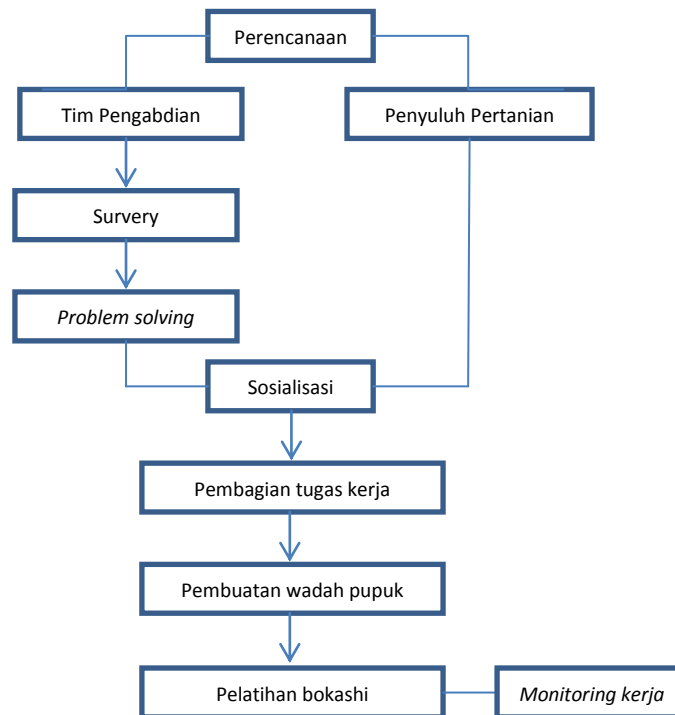 Perencanaan
Tim Pengabdian
Penyuluh Pertanian
Survery
Problem solving
Sosialisasi
Pembagian tugas kerja
Pembuatan wadah pupuk
Pelatihan bokashi
Monitoring kerja